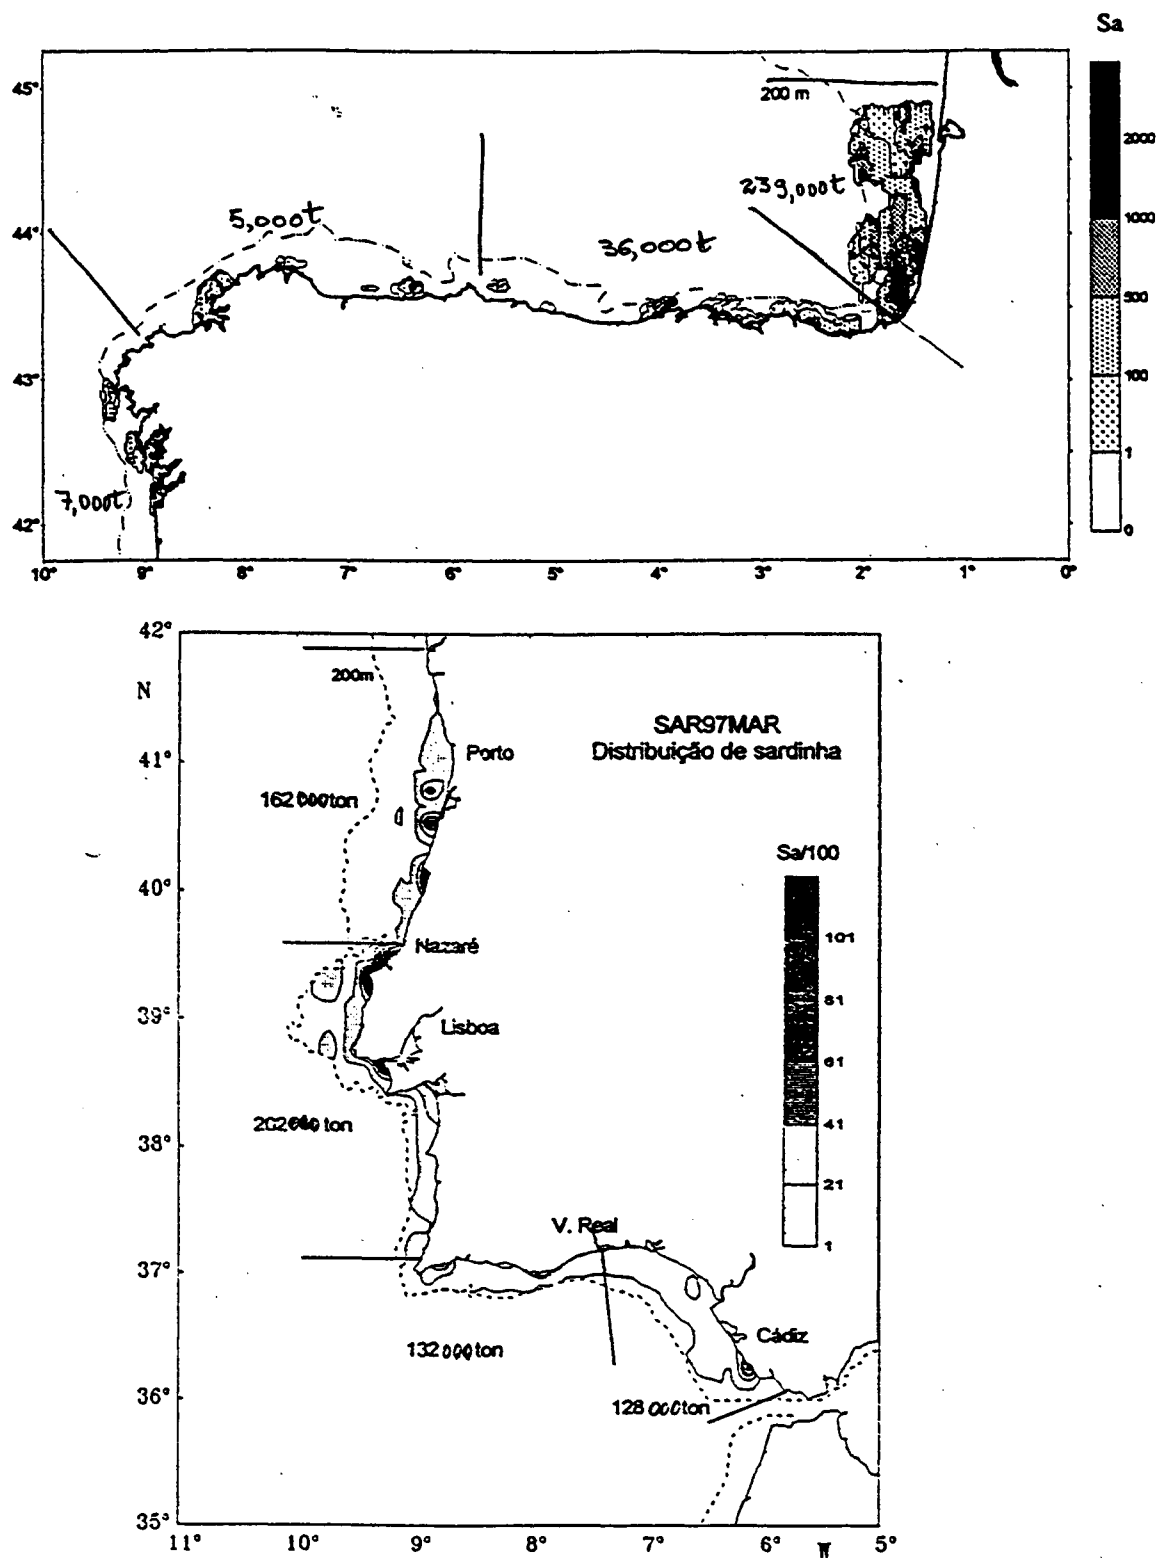 Sa
45°
200 m
2000
239,000t
5,000t
1000
44°
36,000t
500
43°
100
1
7,000t
42°
0
10° 9° 8° 7° 6° 5° 4° 3° 2° 1° 0°
42°
200m
N
SAR97MAR
Distribuição de sardinha
41°
Porto
162000ton
Sa/100
40°
101
Nazaré
81
39°
Lisboa
61
202000 ton
41
38°
21
V. Real
1
37°
Cádiz
132000ton
36°
128000ton
35°
11° 10° 9° 8° 7° 6° 5°
W